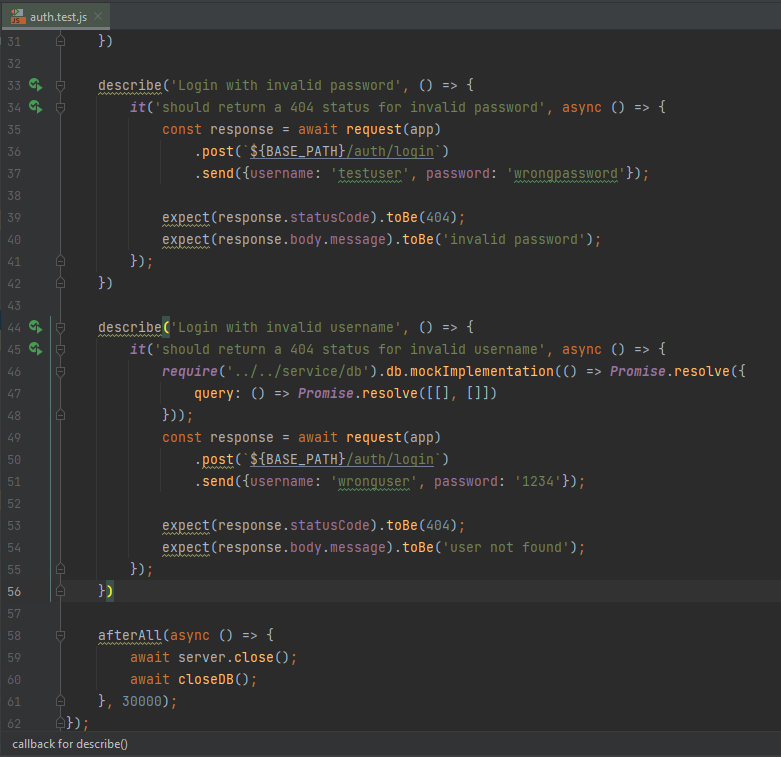 auth.test.js
31 })
32
33 describe('Login with invalid password', () => {
34 it('should return a 404 status for invalid password', async () => {
35 const response = await request(app)
36 .post(`${BASE_PATH}/auth/login`)
37 .send({username: 'testuser', password: 'wrongpassword'});
38
39 expect(response.statusCode).toBe(404);
40 expect(response.body.message).toBe('invalid password');
41 });
42 })
43
44 describe('Login with invalid username', () => {
45 it('should return a 404 status for invalid username', async () => {
46 require('../../service/db').db.mockImplementation(() => Promise.resolve({
47 query: () => Promise.resolve([[], []])
48 }));
49 const response = await request(app)
50 .post(`${BASE_PATH}/auth/login`)
51 .send({username: 'wronguser', password: '1234'});
52
53 expect(response.statusCode).toBe(404);
54 expect(response.body.message).toBe('user not found');
55 });
56 })
57
58 afterAll(async () => {
59 await server.close();
60 await closeDB();
61 }, 30000);
62 });
callback for describe()